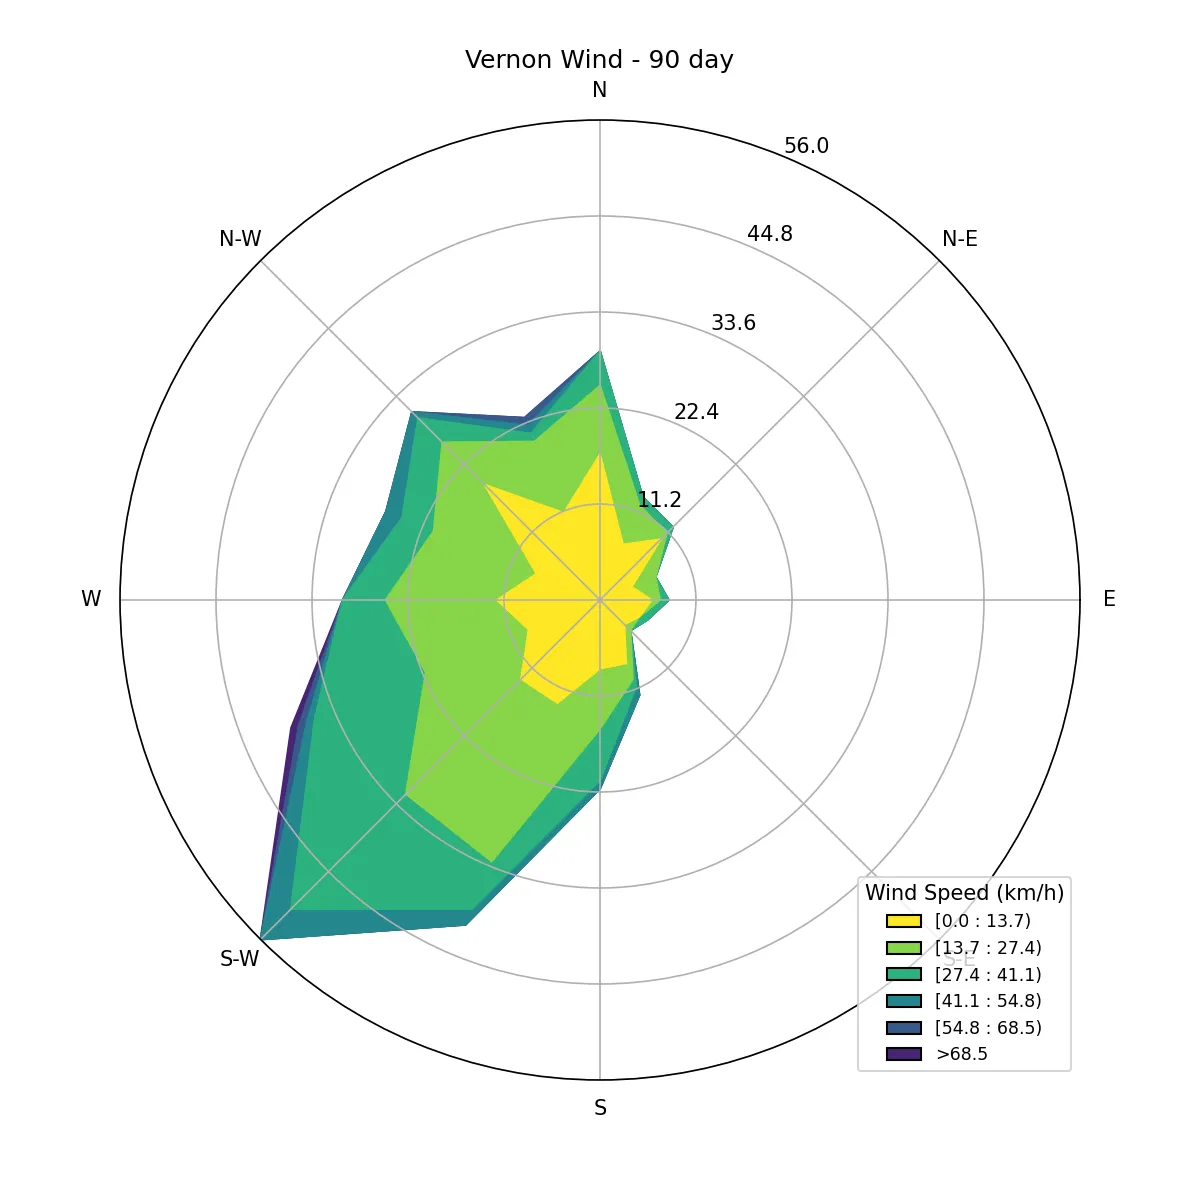 Vernon Wind - 90 day
N
56.0
N-W
44.8
N-E
33.6
22.4
11.2
W
E
S-W
S-E
S
Wind Speed (km/h)
[0.0 : 13.7)
[13.7 : 27.4)
[27.4 : 41.1)
[41.1 : 54.8)
[54.8 : 68.5)
>68.5